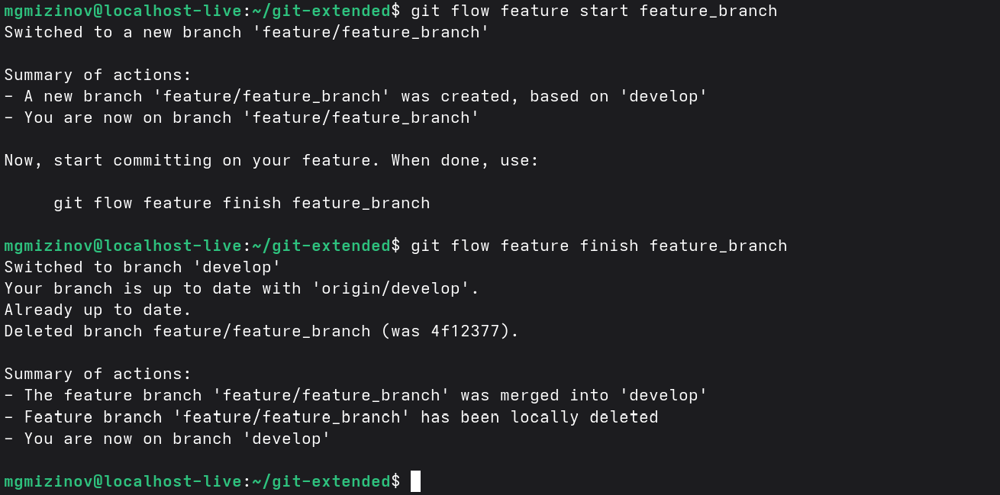 mgmizinov@localhost-live:~/git-extended$ git flow feature start feature_branch
Switched to a new branch 'feature/feature_branch'
Summary of actions:
- A new branch 'feature/feature_branch' was created, based on 'develop'
- You are now on branch 'feature/feature_branch'
Now, start committing on your feature. When done, use:
git flow feature finish feature_branch
mgmizinov@localhost-live:~/git-extended$ git flow feature finish feature_branch
Switched to branch 'develop'
Your branch is up to date with 'origin/develop'.
Already up to date.
Deleted branch feature/feature_branch (was 4f12377).
Summary of actions:
- The feature branch 'feature/feature_branch' was merged into 'develop'
- Feature branch 'feature/feature_branch' has been locally deleted
- You are now on branch 'develop'
mgmizinov@localhost-live:~/git-extended$